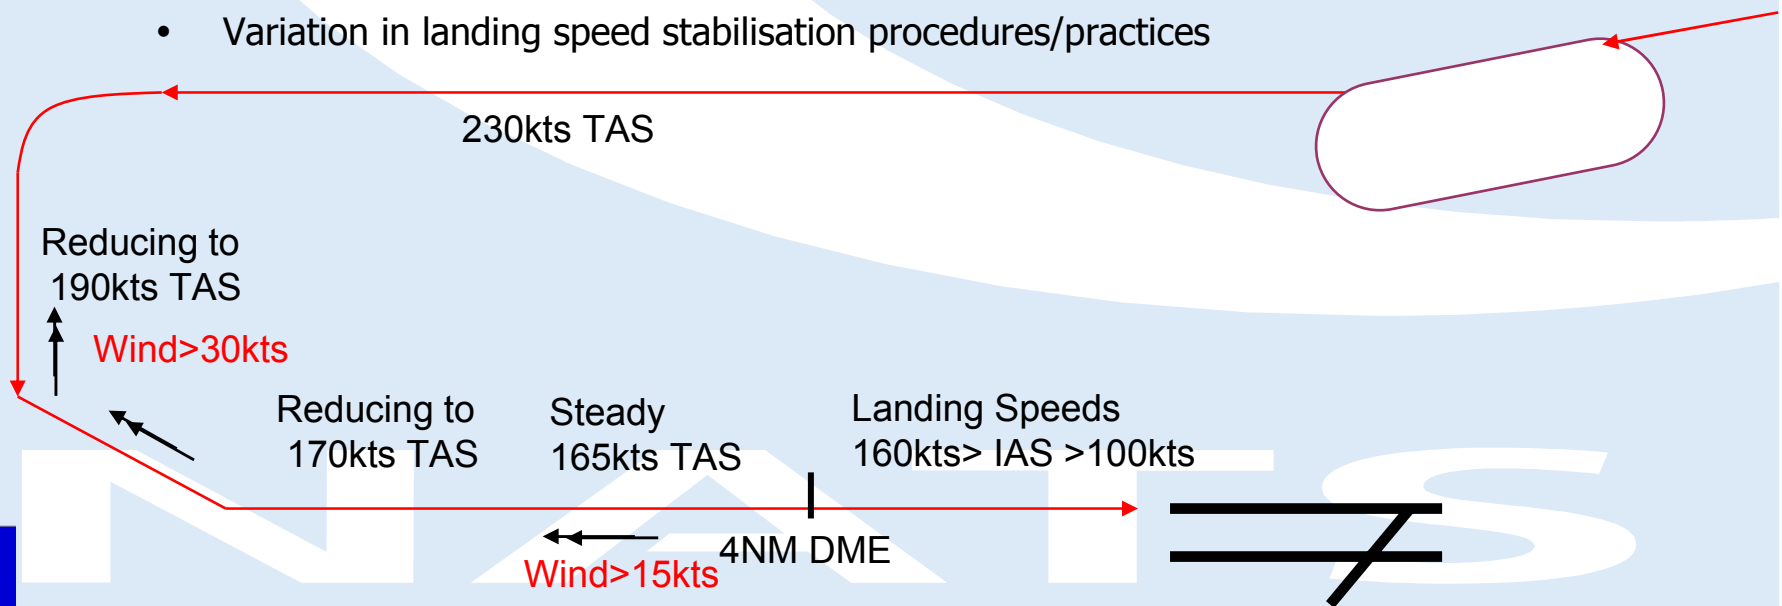 • Variation in landing speed stabilisation procedures/practices
230kts TAS
Reducing to
190kts TAS
Wind>30kts
Reducing to
170kts TAS
Steady
165kts TAS
Landing Speeds
160kts> IAS >100kts
4NM DME
Wind>15kts
NATS